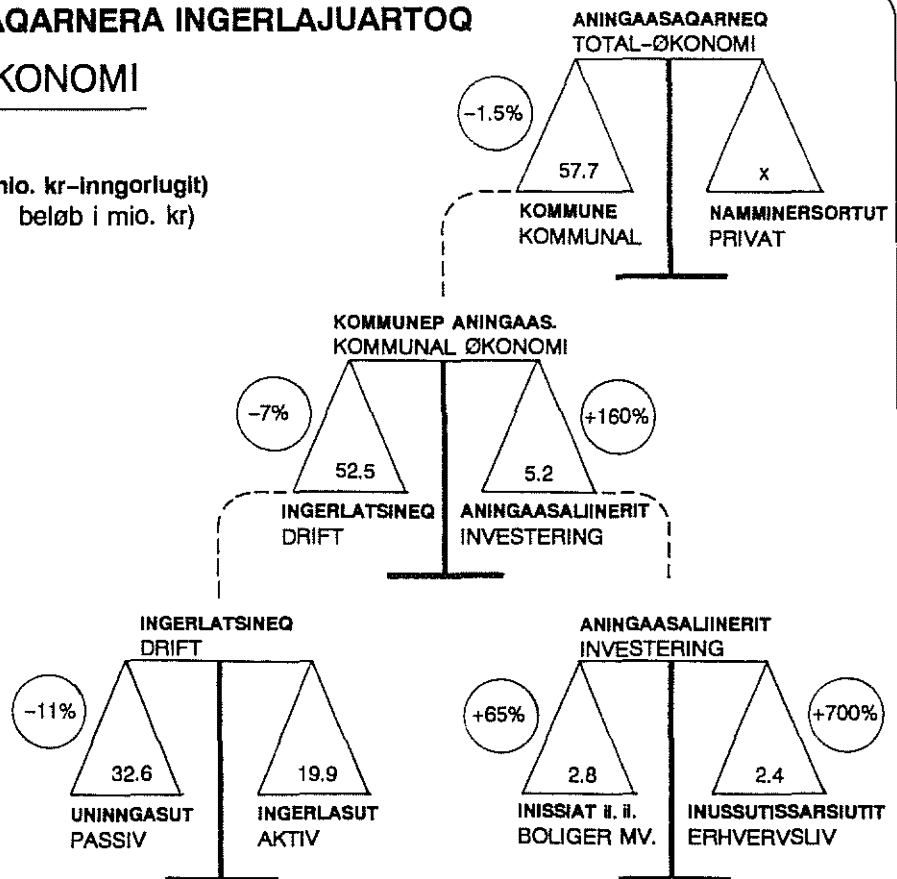 AQARNERA INGERLAJUARTOQ
KONOMI
nio. kr-inngorlugit)
beløb i mio. kr)
ANINGAASAQARNEQ
TOTAL-ØKONOMI
-1.5%
57.7
x
KOMMUNE
KOMMUNAL
NAMMINERSORTUT
PRIVAT
KOMMUNEP ANINGAAS.
KOMMUNAL ØKONOMI
-7%
+160%
52.5
5.2
INGERLATSINEQ
DRIFT
ANINGAASALIINERIT
INVESTERING
INGERLATSINEQ
DRIFT
-11%
32.6
19.9
UNINNGASUT
PASSIV
INGERLASUT
AKTIV
ANINGAASALIINERIT
INVESTERING
+65%
+700%
2.8
2.4
INISSIAT il. il.
BOLIGER MV.
INUSSUTISSARSIUTIT
ERHVERVSLIV